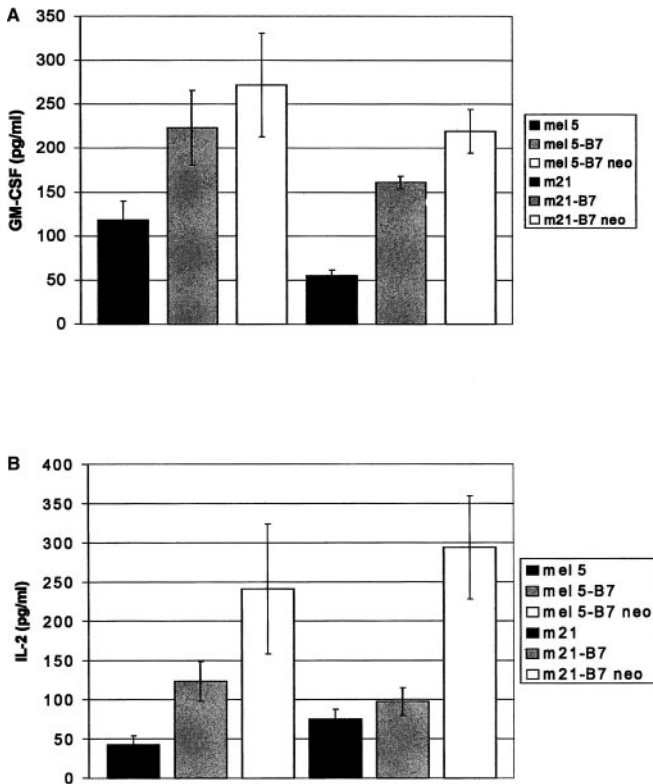 A
GM-CSF (pg/ml)
350
300
250
200
150
100
50
0
mel 5
mel 5-B7
mel 5-B7 neo
m21
m21-B7
m21-B7 neo
B
IL-2 (pg/ml)
400
350
300
250
200
150
100
50
0
mel 5
mel 5-B7
mel 5-B7 neo
m21
m21-B7
m21-B7 neo